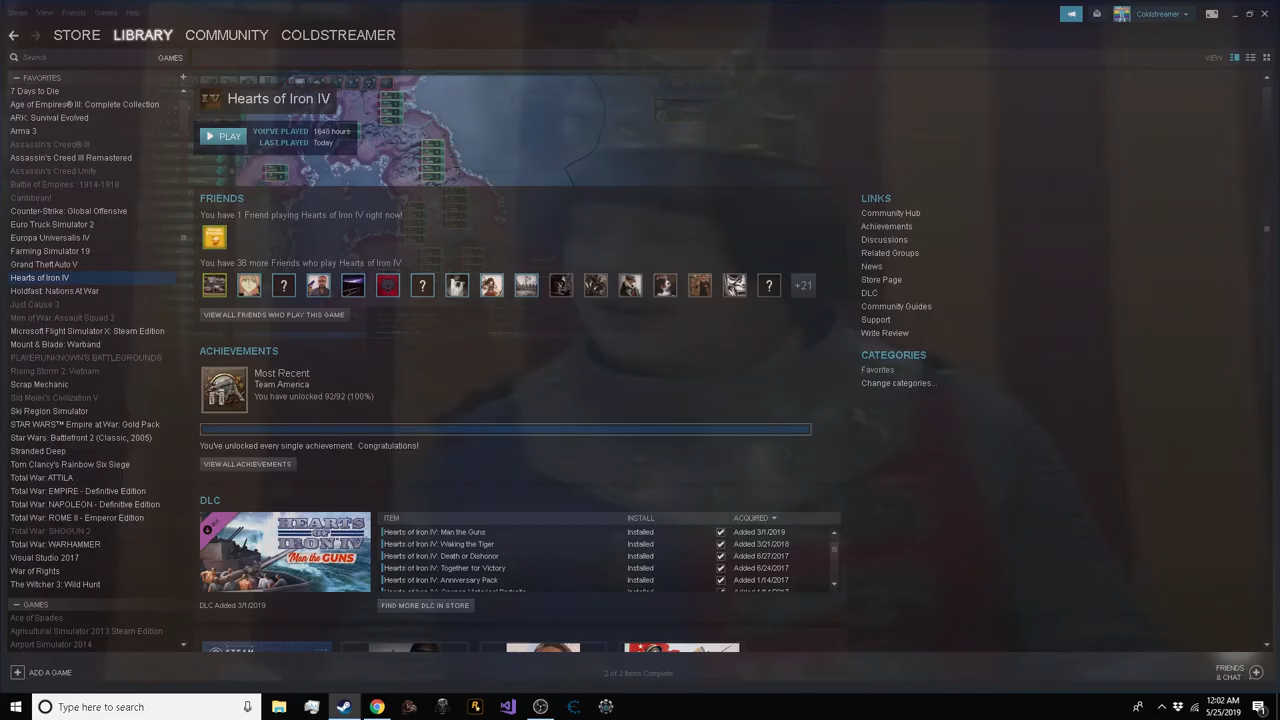 Steam View Friends Games Help
Coldstreamer
STORE LIBRARY COMMUNITY COLDSTREAMER
Search
GAMES
VIEW
FAVORITES
7 Days to Die
Age of Empires® III: Complete Collection
ARK: Survival Evolved
Arma 3
Assassin's Creed® III
Assassin's Creed III Remastered
Assassin's Creed Unity
Battle of Empires : 1914-1918
Caribbean!
Counter-Strike: Global Offensive
Euro Truck Simulator 2
Europa Universalis IV
Farming Simulator 19
Grand Theft Auto V
Hearts of Iron IV
Holdfast: Nations At War
Just Cause 3
Men of War: Assault Squad 2
Microsoft Flight Simulator X: Steam Edition
Mount & Blade: Warband
PLAYERUNKNOWN'S BATTLEGROUNDS
Rising Storm 2: Vietnam
Scrap Mechanic
Sid Meier's Civilization V
Ski Region Simulator
STAR WARS™ Empire at War: Gold Pack
Star Wars: Battlefront 2 (Classic, 2005)
Stranded Deep
Tom Clancy's Rainbow Six Siege
Total War: ATTILA
Total War: EMPIRE - Definitive Edition
Total War: NAPOLEON - Definitive Edition
Total War: ROME II - Emperor Edition
Total War: SHOGUN 2
Total War: WARHAMMER
Visual Studio 2017
War of Rights
The Witcher 3: Wild Hunt
GAMES
Ace of Spades
Agricultural Simulator 2013 Steam Edition
Airport Simulator 2014
ADD A GAME
IV Hearts of Iron IV
PLAY
YOU'VE PLAYED 1648 hours
LAST PLAYED Today
FRIENDS
You have 1 Friend playing Hearts of Iron IV right now!
You have 38 more Friends who play Hearts of Iron IV
? ? ? +21
VIEW ALL FRIENDS WHO PLAY THIS GAME
ACHIEVEMENTS
Most Recent
Team America
You have unlocked 92/92 (100%)
You've unlocked every single achievement. Congratulations!
VIEW ALL ACHIEVEMENTS
DLC
HEARTS
OF
IRON IV
Man the GUNS
DLC Added 3/1/2019
ITEM INSTALL ACQUIRED
Hearts of Iron IV: Man the Guns Installed Added 3/1/2019
Hearts of Iron IV: Waking the Tiger Installed Added 3/21/2018
Hearts of Iron IV: Death or Dishonor Installed Added 6/27/2017
Hearts of Iron IV: Together for Victory Installed Added 6/24/2017
Hearts of Iron IV: Anniversary Pack Installed Added 1/14/2017
FIND MORE DLC IN STORE
LINKS
Community Hub
Achievements
Discussions
Related Groups
News
Store Page
DLC
Community Guides
Support
Write Review
CATEGORIES
Favorites
Change categories...
2 of 2 Items Complete
FRIENDS
& CHAT
Type here to search
12:02 AM
5/25/2019